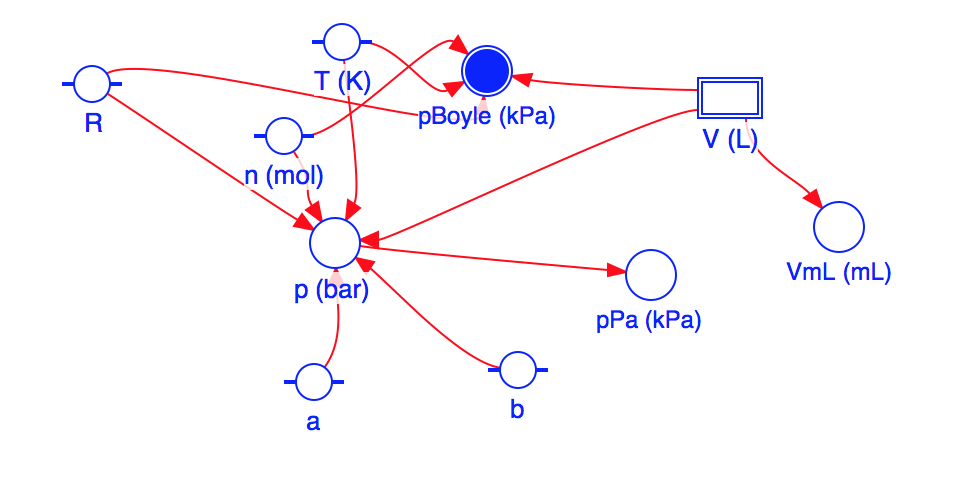 T (K)
R
pBoyle (kPa)
V (L)
n (mol)
VmL (mL)
p (bar)
pPa (kPa)
b
a